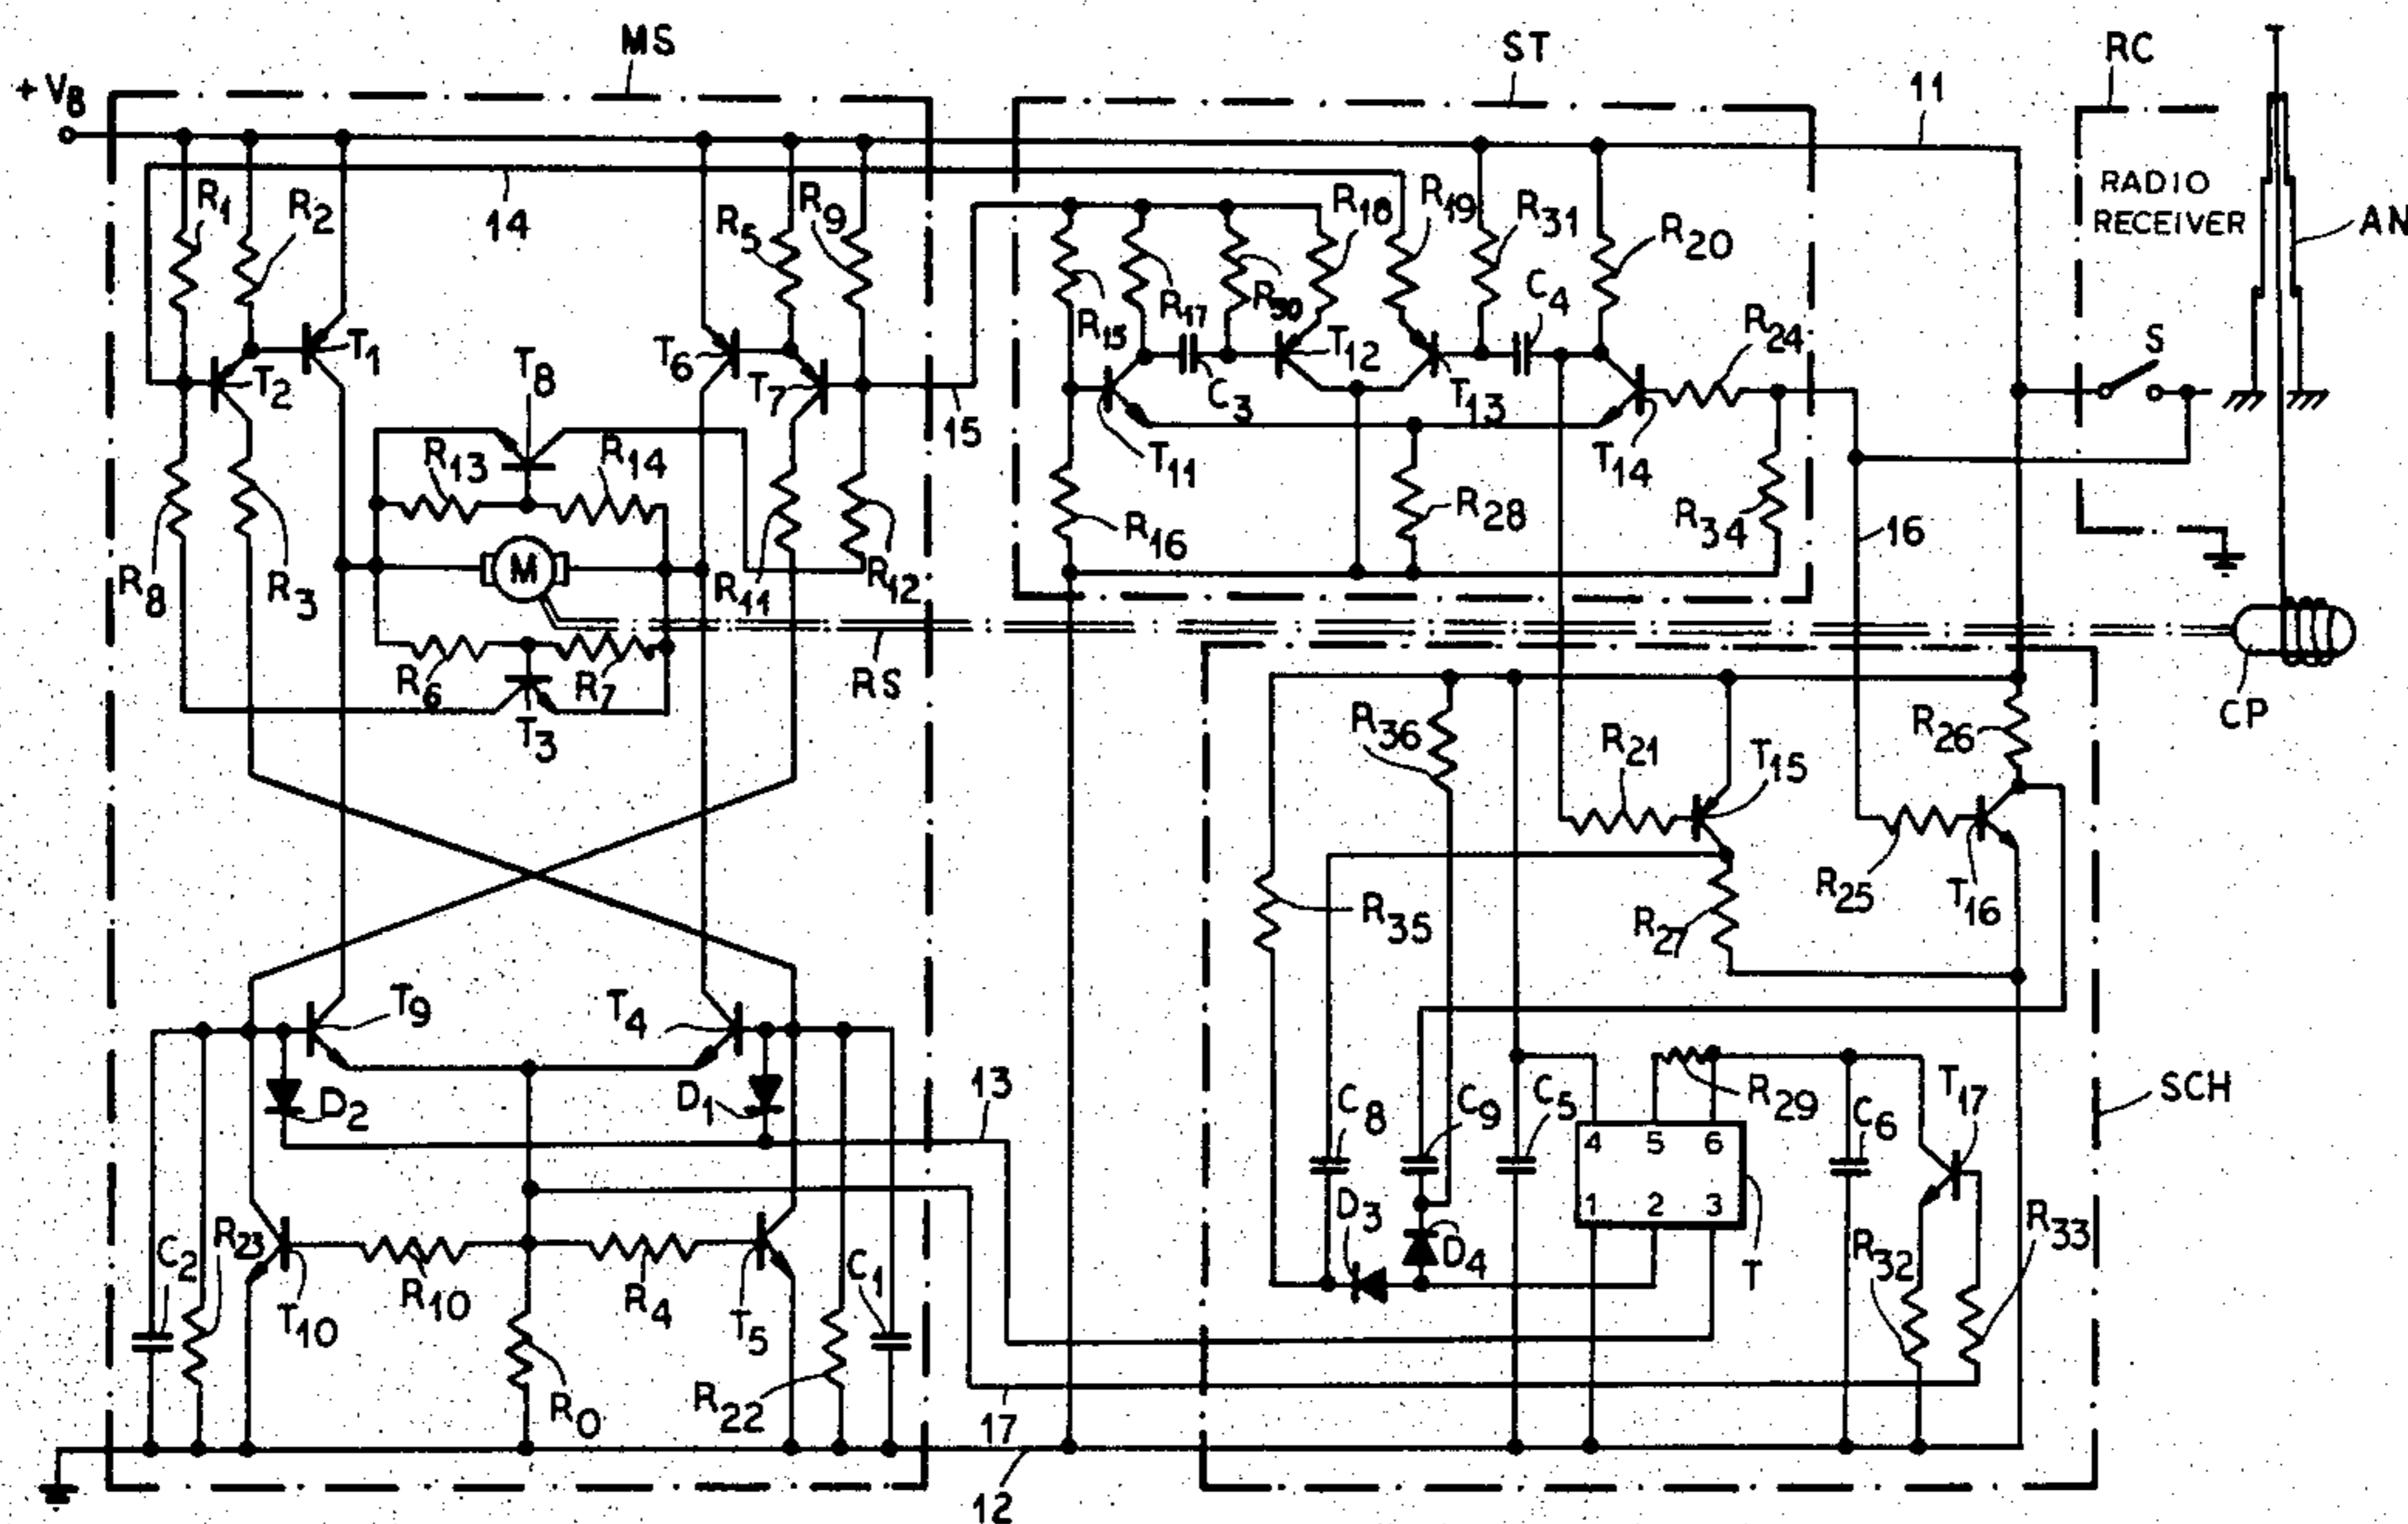 MS
ST
RC
+VB
11
R1
R2
14
R5
R9
R18
R19
R31
R20
RADIO
RECEIVER
AN
T2
T1
T8
T6
T7
R15
R17
R30
C3
T12
C4
T13
R24
S
15
R13
R14
T11
R28
T14
R34
16
R8
R3
M
R11
R12
R16
R6
T3
R7
RS
CP
R36
R21
T15
R26
R35
R27
R25
T16
T9
T4
D2
D1
13
C8
C9
C5
R29
C6
T17
SCH
4 5 6
1 2 3
D3
D4
T
R32
R33
C2
R23
T10
R10
R4
T5
C1
R0
R22
17
12